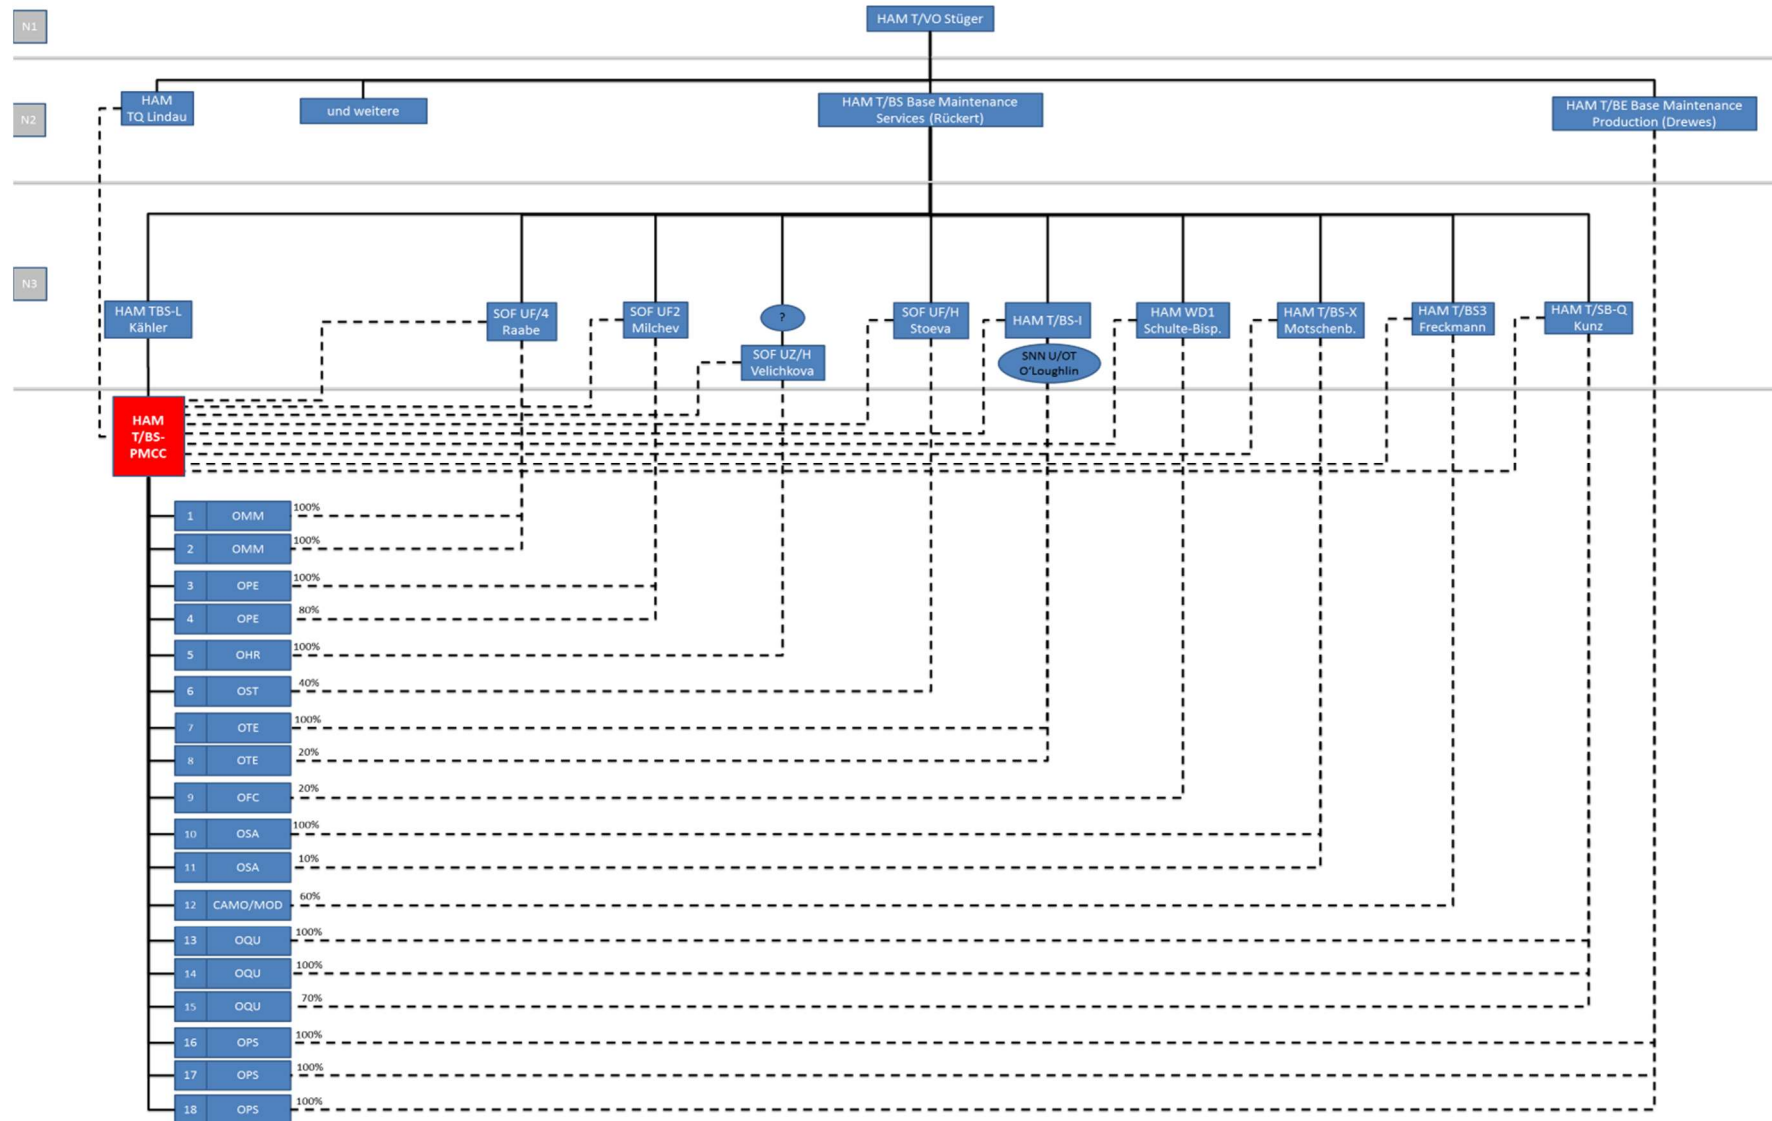 N1
HAM T/VO Stüger
N2
HAM
TQ Lindau
und weitere
HAM T/BS Base Maintenance
Services (Rückert)
HAM T/BE Base Maintenance
Production (Drewes)
N3
HAM TBS-L
Kähler
SOF UF/4
Raabe
SOF UF2
Milchev
?
SOF UZ/H
Velichkova
SOF UF/H
Stoeva
HAM T/BS-I
SNN U/OT
O'Loughlin
HAM WD1
Schulte-Bisp.
HAM T/BS-X
Motschenb.
HAM T/BS3
Freckmann
HAM T/SB-Q
Kunz
HAM
T/BS-
PMCC
1 OMM 100%
2 OMM 100%
3 OPE 100%
4 OPE 80%
5 OHR 100%
6 OST 40%
7 OTE 100%
8 OTE 20%
9 OFC 20%
10 OSA 100%
11 OSA 10%
12 CAMO/MOD 60%
13 OQU 100%
14 OQU 100%
15 OQU 70%
16 OPS 100%
17 OPS 100%
18 OPS 100%